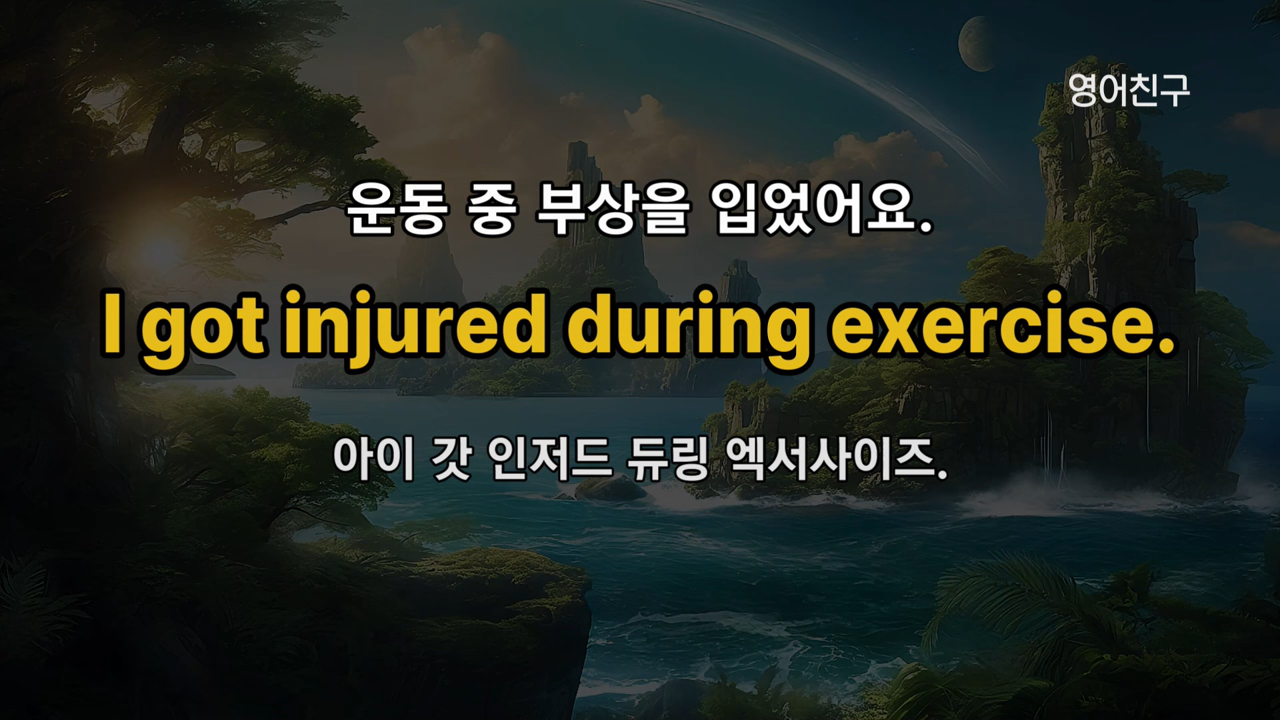 영어친구
운동 중 부상을 입었어요.
I got injured during exercise.
아이 갓 인저드 듀링 엑서사이즈.